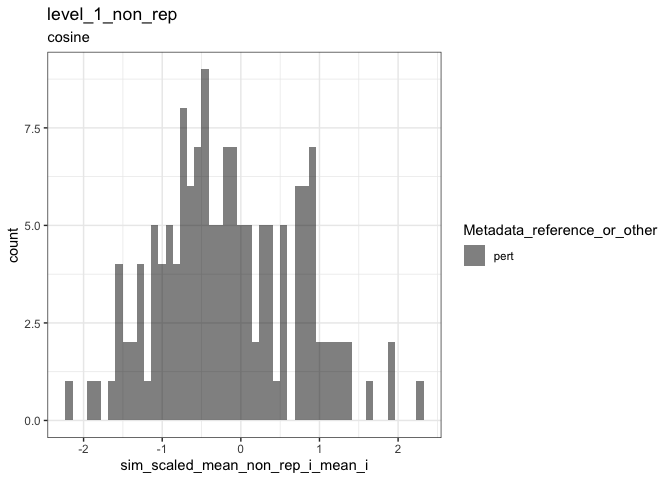 level_1_non_rep
cosine
7.5
5.0
2.5
0.0
count
-2
-1
0
1
2
sim_scaled_mean_non_rep_i_mean_i
Metadata_reference_or_other
pert